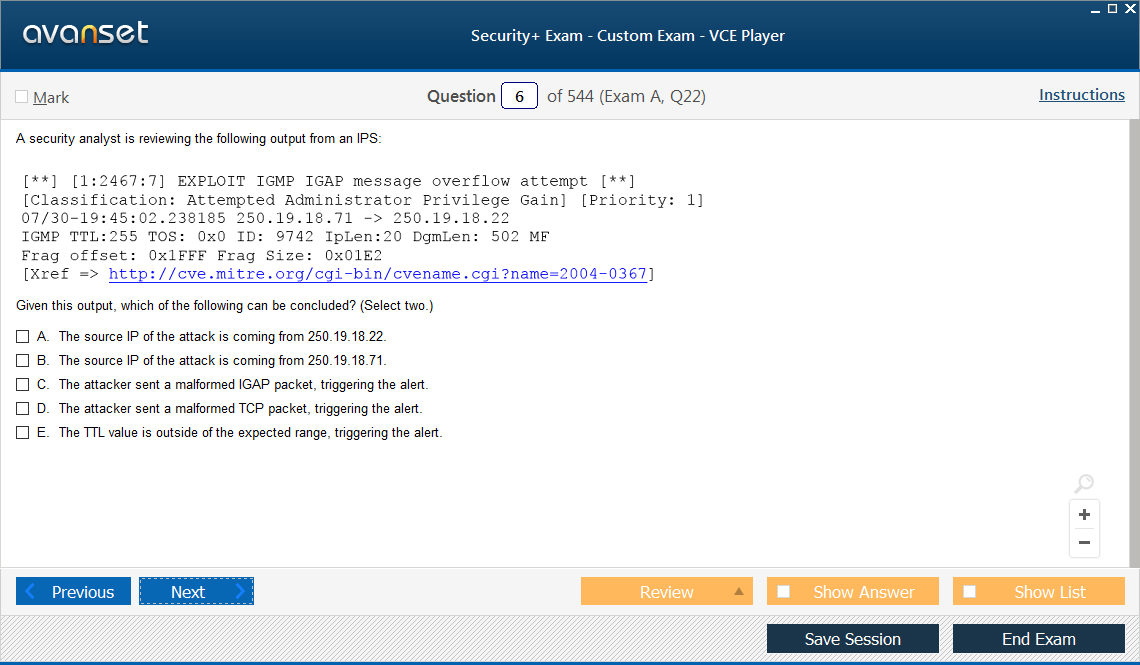 avanset
Security+ Exam - Custom Exam - VCE Player
Mark
Question 6 of 544 (Exam A, Q22)
Instructions
A security analyst is reviewing the following output from an IPS:
[**] [1:2467:7] EXPLOIT IGMP IGAP message overflow attempt [**]
[Classification: Attempted Administrator Privilege Gain] [Priority: 1]
07/30-19:45:02.238185 250.19.18.71 -> 250.19.18.22
IGMP TTL:255 TOS: 0x0 ID: 9742 IpLen:20 DgmLen: 502 MF
Frag offset: 0x1FFF Frag Size: 0x01E2
[Xref => http://cve.mitre.org/cgi-bin/cvename.cgi?name=2004-0367]
Given this output, which of the following can be concluded? (Select two.)
A. The source IP of the attack is coming from 250.19.18.22.
B. The source IP of the attack is coming from 250.19.18.71.
C. The attacker sent a malformed IGAP packet, triggering the alert.
D. The attacker sent a malformed TCP packet, triggering the alert.
E. The TTL value is outside of the expected range, triggering the alert.
+
−
Previous
Next
Review
Show Answer
Show List
Save Session
End Exam